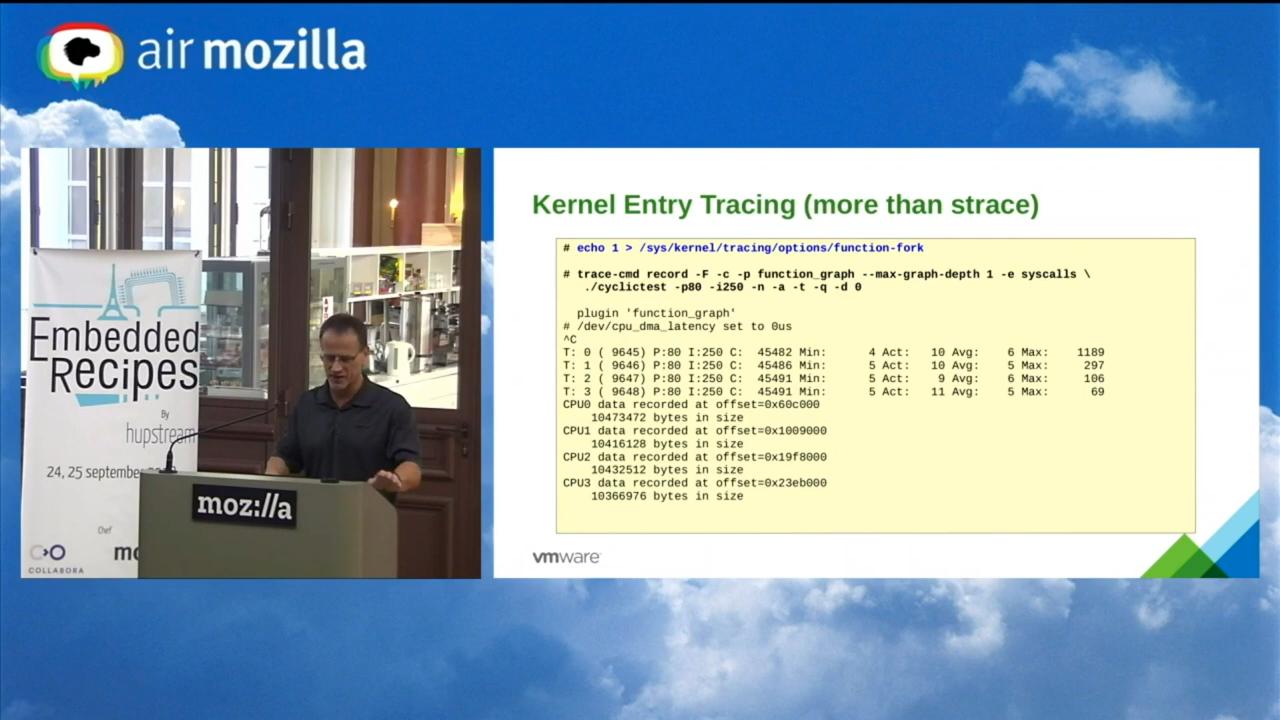 air mozilla
Embedded
Recipes
By
hupstream
24, 25 september
Chef
COLLABORA
moz://a
Kernel Entry Tracing (more than strace)
# echo 1 > /sys/kernel/tracing/options/function-fork
# trace-cmd record -F -c -p function_graph --max-graph-depth 1 -e syscalls \
./cyclictest -p80 -i250 -n -a -t -q -d 0
plugin 'function_graph'
# /dev/cpu_dma_latency set to 0us
^C
T: 0 ( 9645) P:80 I:250 C: 45482 Min: 4 Act: 10 Avg: 6 Max: 1189
T: 1 ( 9646) P:80 I:250 C: 45486 Min: 5 Act: 10 Avg: 5 Max: 297
T: 2 ( 9647) P:80 I:250 C: 45491 Min: 5 Act: 9 Avg: 6 Max: 106
T: 3 ( 9648) P:80 I:250 C: 45491 Min: 5 Act: 11 Avg: 5 Max: 69
CPU0 data recorded at offset=0x60c000
10473472 bytes in size
CPU1 data recorded at offset=0x1009000
10416128 bytes in size
CPU2 data recorded at offset=0x19f8000
10432512 bytes in size
CPU3 data recorded at offset=0x23eb000
10366976 bytes in size
vmware